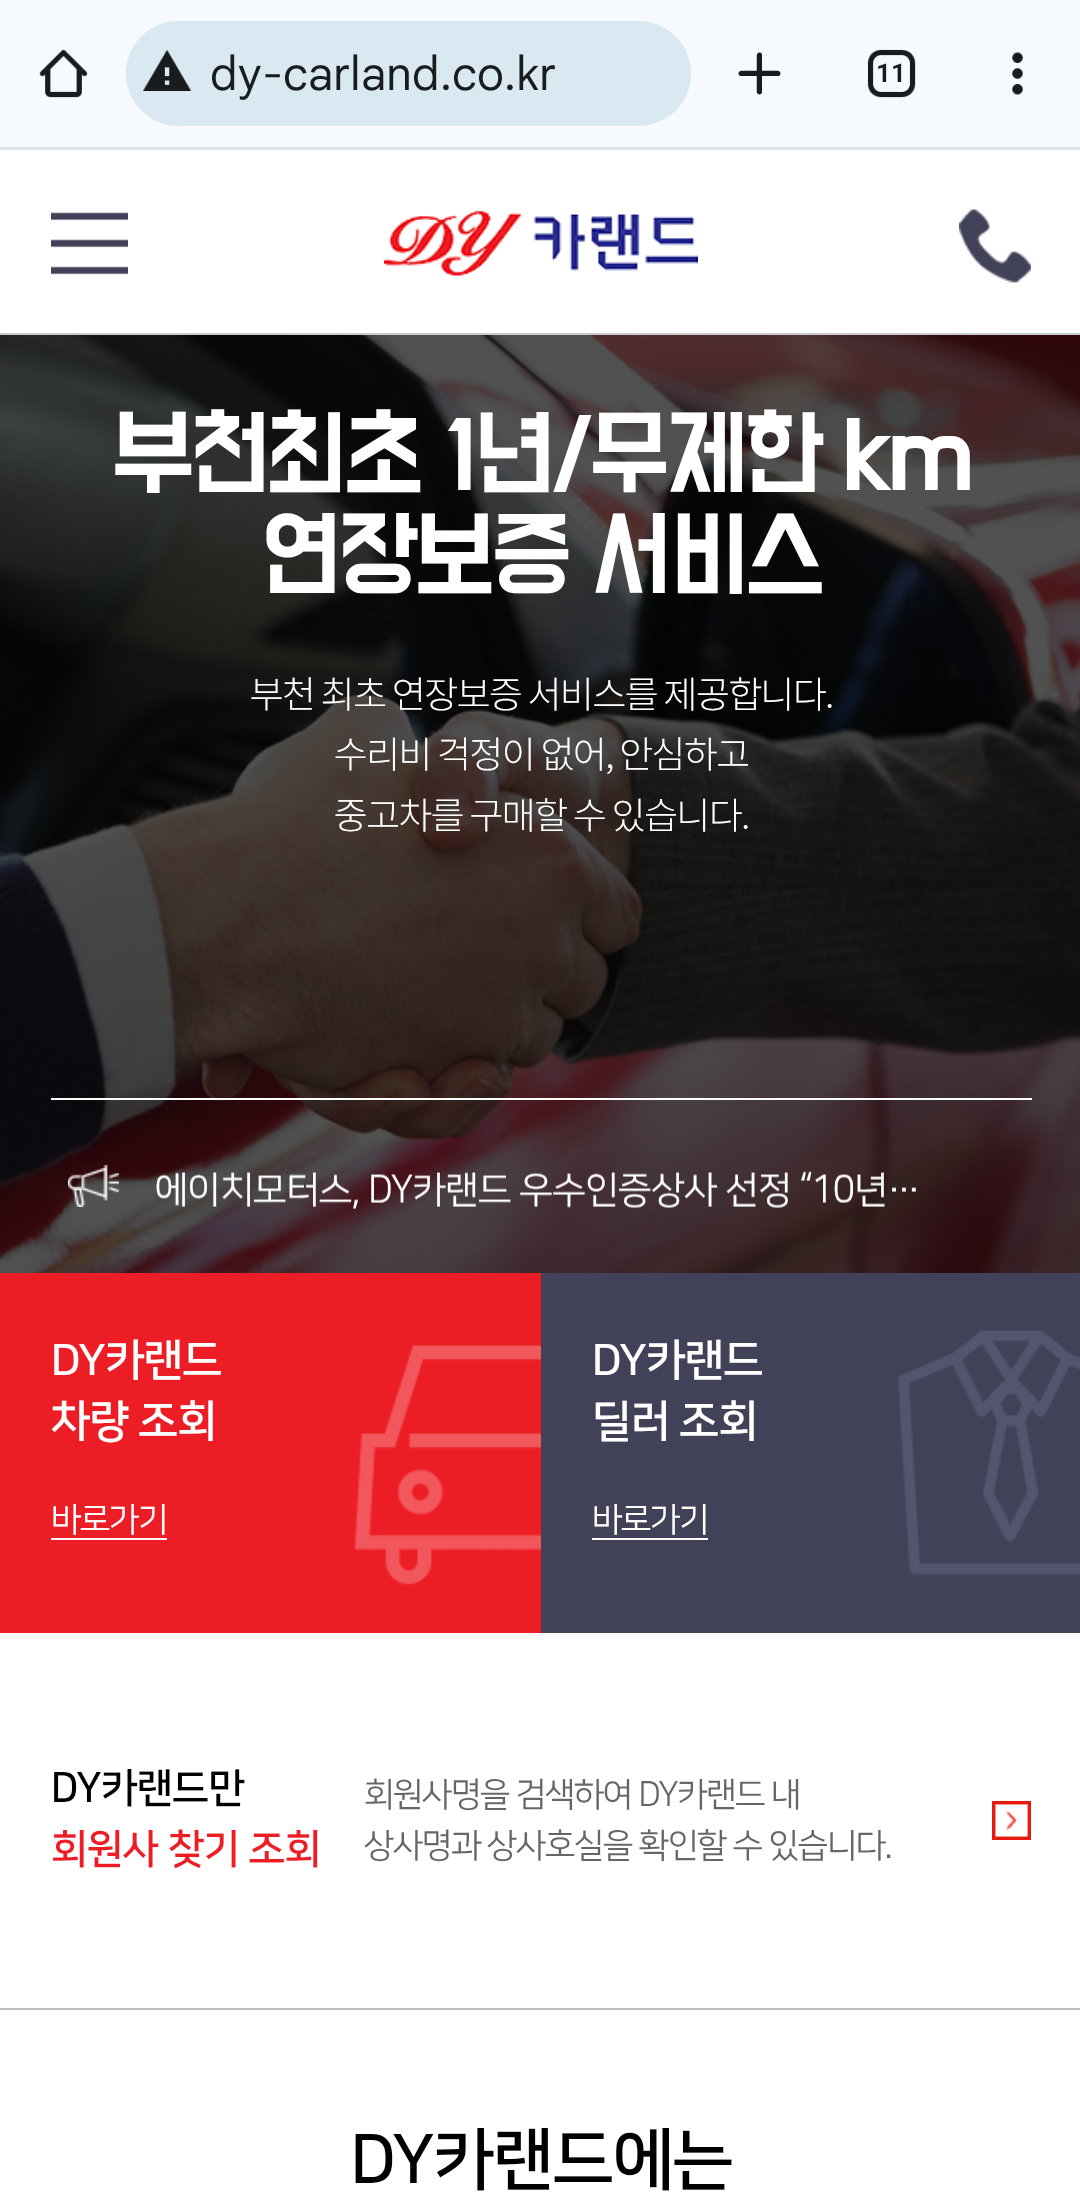 dy-carland.co.kr
11
DY 카랜드
부천최초 1년/무제한 km
연장보증 서비스
부천 최초 연장보증 서비스를 제공합니다.
수리비 걱정이 없어, 안심하고
중고차를 구매할 수 있습니다.
에이치모터스, DY카랜드 우수인증상사 선정 “10년…
DY카랜드
차량 조회
바로가기
DY카랜드
딜러 조회
바로가기
DY카랜드만
회원사 찾기 조회
회원사명을 검색하여 DY카랜드 내
상사명과 상사호실을 확인할 수 있습니다.
DY카랜드에는